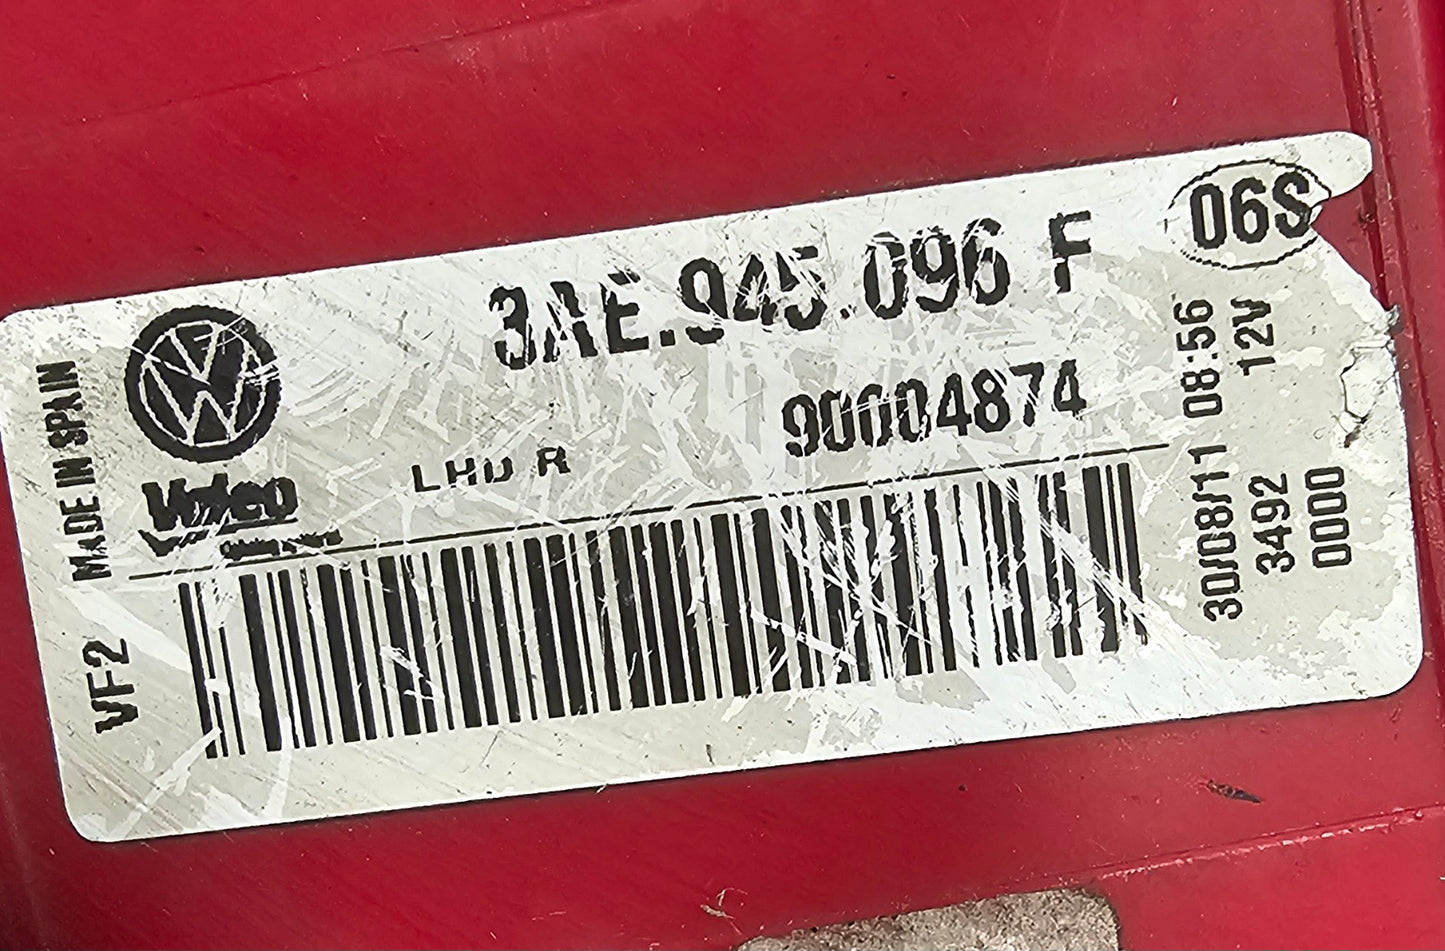 06S
3AE.945.096 F
90004874
LHD R
Valeo
MADE IN SPAIN
VF2
30/08/11 08:56
3492 12V
0000